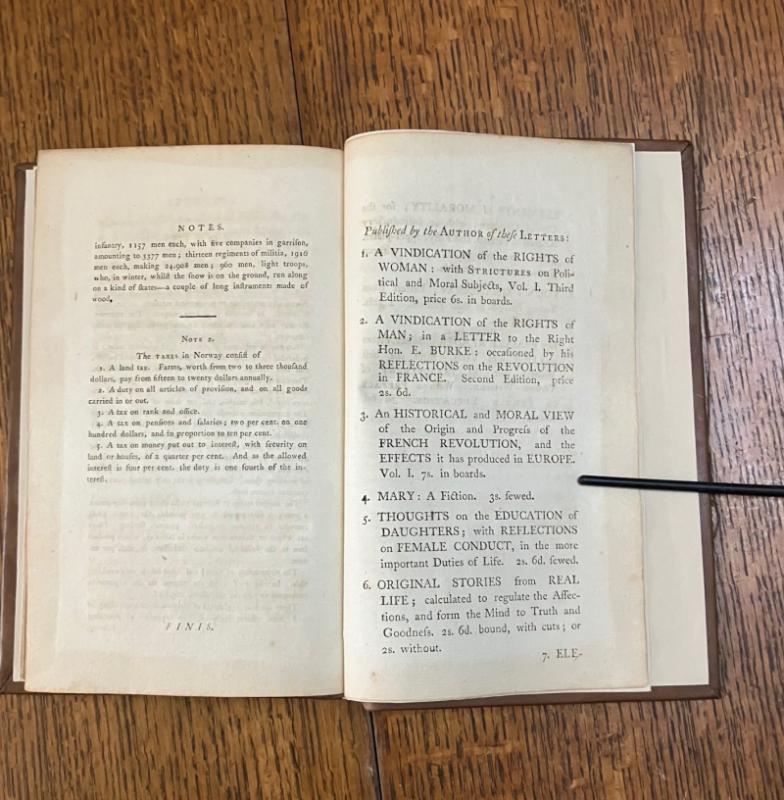 NOTES.
infantry, 1157 men each, with five companies in garriſon,
amounting to 3377 men; thirteen regiments of militia, 1916
men each, making 24,908 men; 960 men, light troops,
who, in winter, whilſt the ſnow is on the ground, run along
on a kind of ſkates—a couple of long inſtruments made of
wood.
NOTE 2.
The TAXES in Norway conſiſt of
1. A land tax. Farms, worth from two to three thouſand
dollars, pay from fifteen to twenty dollars annually.
2. A duty on all articles of proviſion, and on all goods
carried in or out.
3. A tax on rank and office.
4. A tax on penſions and ſalaries; two per cent. on one
hundred dollars, and in proportion to ten per cent.
5. A tax on money put out to intereſt, with ſecurity on
land or houſes, of a quarter per cent. And as the allowed
intereſt is four per cent. the duty is one fourth of the in-
tereſt.
FINIS.
Publiſhed by the AUTHOR of theſe LETTERS:
1. A VINDICATION of the RIGHTS of
WOMAN: with STRICTURES on Poli-
tical and Moral Subjects, Vol. I. Third
Edition, price 6s. in boards.
2. A VINDICATION of the RIGHTS of
MAN; in a LETTER to the Right
Hon. E. BURKE: occaſioned by his
REFLECTIONS on the REVOLUTION
in FRANCE. Second Edition, price
2s. 6d.
3. An HISTORICAL and MORAL VIEW
of the Origin and Progreſs of the
FRENCH REVOLUTION, and the
EFFECTS it has produced in EUROPE.
Vol. I. 7s. in boards.
4. MARY: A Fiction. 3s. ſewed.
5. THOUGHTS on the EDUCATION of
DAUGHTERS; with REFLECTIONS
on FEMALE CONDUCT, in the more
important Duties of Life. 2s. 6d. ſewed.
6. ORIGINAL STORIES from REAL
LIFE; calculated to regulate the Affec-
tions, and form the Mind to Truth and
Goodneſs. 2s. 6d. bound, with cuts; or
2s. without.
7. ELE-